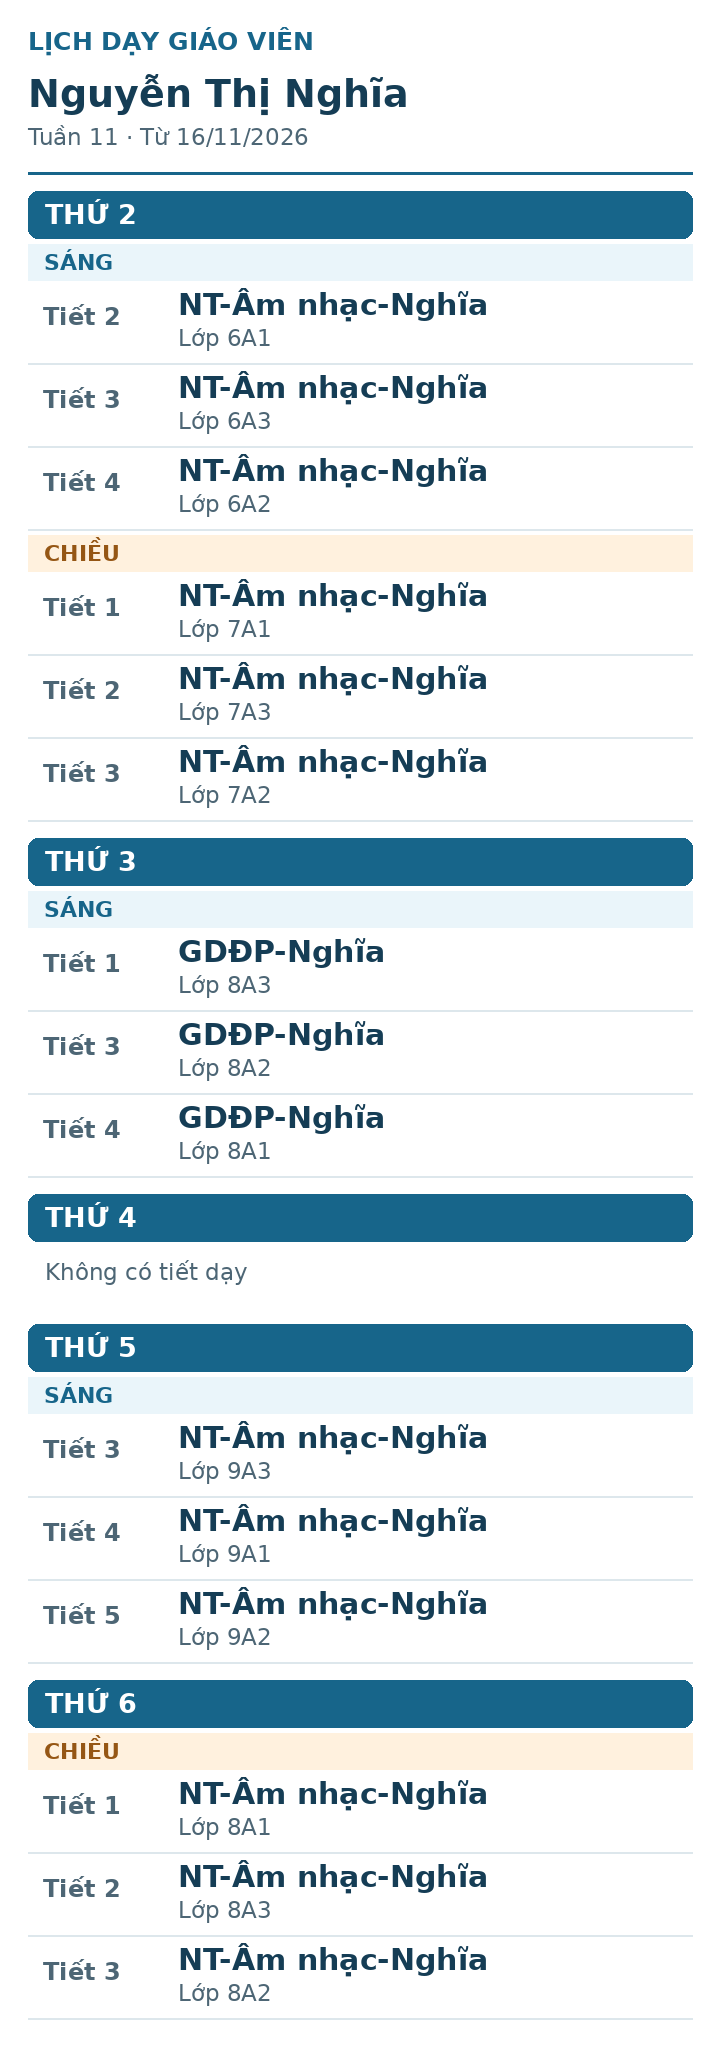 LỊCH DẠY GIÁO VIÊN
Nguyễn Thị Nghĩa
Tuần 11 · Từ 16/11/2026
THỨ 2
SÁNG
Tiết 2
NT-Âm nhạc-Nghĩa
Lớp 6A1
Tiết 3
NT-Âm nhạc-Nghĩa
Lớp 6A3
Tiết 4
NT-Âm nhạc-Nghĩa
Lớp 6A2
CHIỀU
Tiết 1
NT-Âm nhạc-Nghĩa
Lớp 7A1
Tiết 2
NT-Âm nhạc-Nghĩa
Lớp 7A3
Tiết 3
NT-Âm nhạc-Nghĩa
Lớp 7A2
THỨ 3
SÁNG
Tiết 1
GDĐP-Nghĩa
Lớp 8A3
Tiết 3
GDĐP-Nghĩa
Lớp 8A2
Tiết 4
GDĐP-Nghĩa
Lớp 8A1
THỨ 4
Không có tiết dạy
THỨ 5
SÁNG
Tiết 3
NT-Âm nhạc-Nghĩa
Lớp 9A3
Tiết 4
NT-Âm nhạc-Nghĩa
Lớp 9A1
Tiết 5
NT-Âm nhạc-Nghĩa
Lớp 9A2
THỨ 6
CHIỀU
Tiết 1
NT-Âm nhạc-Nghĩa
Lớp 8A1
Tiết 2
NT-Âm nhạc-Nghĩa
Lớp 8A3
Tiết 3
NT-Âm nhạc-Nghĩa
Lớp 8A2